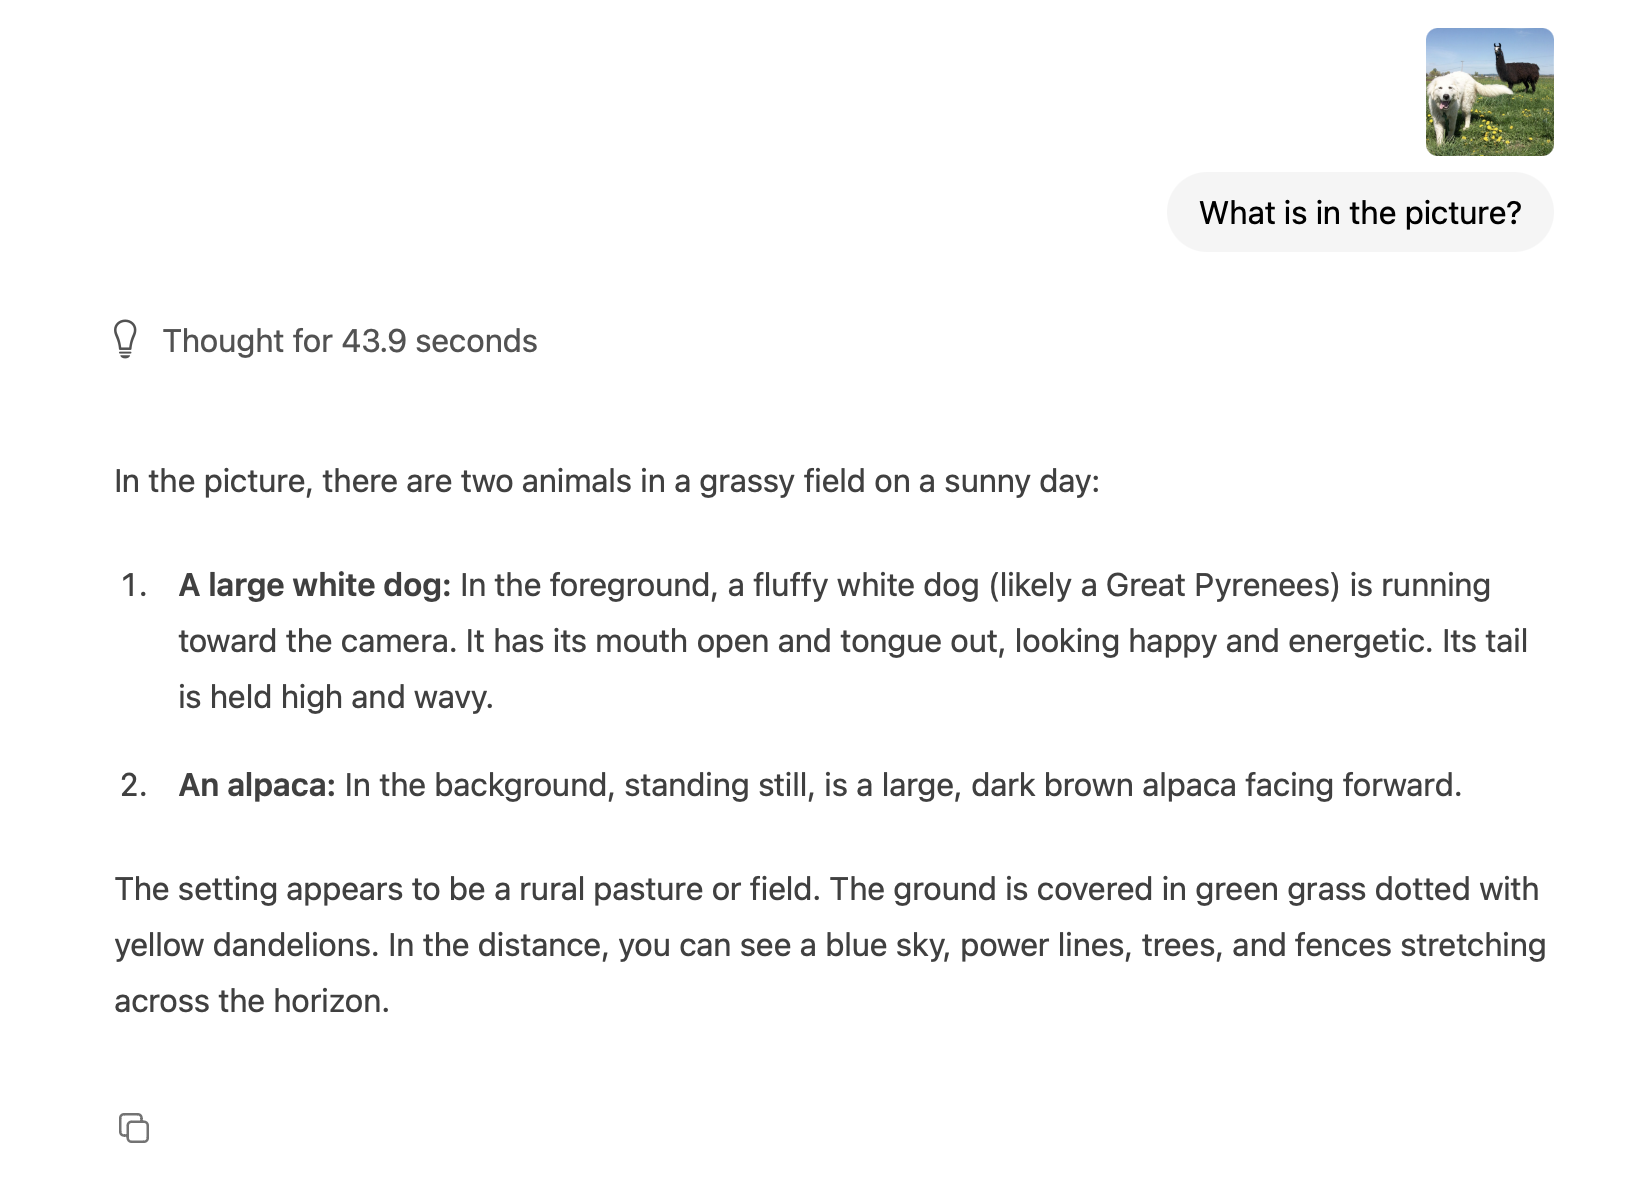 What is in the picture?
Thought for 43.9 seconds
In the picture, there are two animals in a grassy field on a sunny day:
1. A large white dog: In the foreground, a fluffy white dog (likely a Great Pyrenees) is running
toward the camera. It has its mouth open and tongue out, looking happy and energetic. Its tail
is held high and wavy.
2. An alpaca: In the background, standing still, is a large, dark brown alpaca facing forward.
The setting appears to be a rural pasture or field. The ground is covered in green grass dotted with
yellow dandelions. In the distance, you can see a blue sky, power lines, trees, and fences stretching
across the horizon.